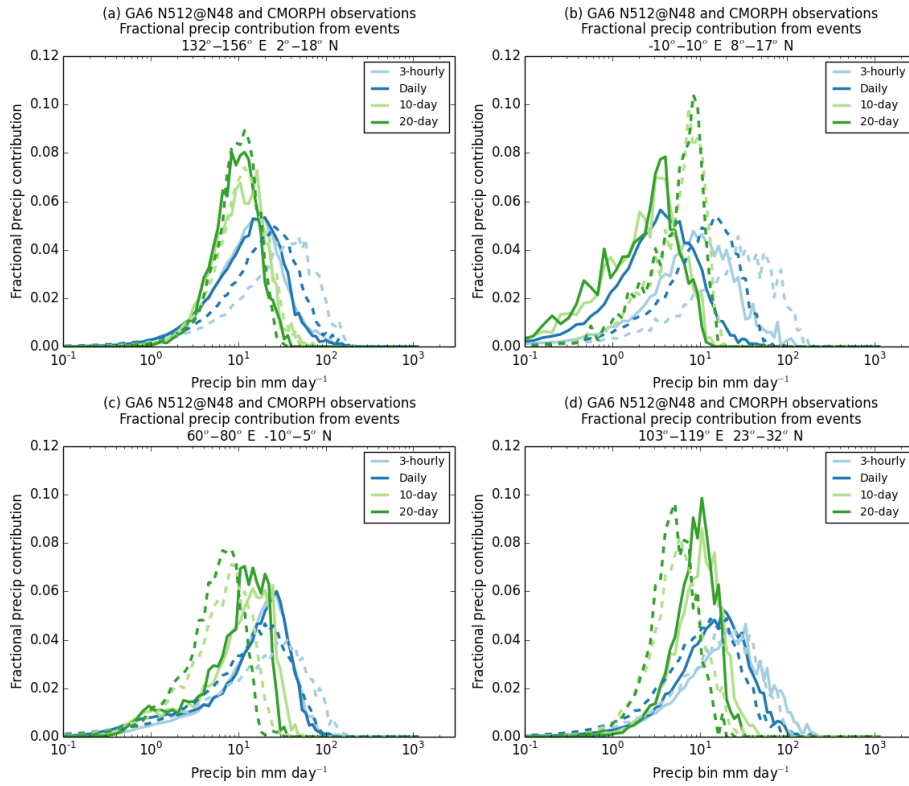 (a) GA6 N512@N48 and CMORPH observations
Fractional precip contribution from events
132°−156° E 2°−18° N
Fractional precip contribution
0.12
0.10
0.08
0.06
0.04
0.02
0.00
3-hourly
Daily
10-day
20-day
10⁻¹ 10⁰ 10¹ 10² 10³
Precip bin mm day⁻¹
(b) GA6 N512@N48 and CMORPH observations
Fractional precip contribution from events
-10°−10° E 8°−17° N
Fractional precip contribution
0.12
0.10
0.08
0.06
0.04
0.02
0.00
3-hourly
Daily
10-day
20-day
10⁻¹ 10⁰ 10¹ 10² 10³
Precip bin mm day⁻¹
(c) GA6 N512@N48 and CMORPH observations
Fractional precip contribution from events
60°−80° E -10°−5° N
Fractional precip contribution
0.12
0.10
0.08
0.06
0.04
0.02
0.00
3-hourly
Daily
10-day
20-day
10⁻¹ 10⁰ 10¹ 10² 10³
Precip bin mm day⁻¹
(d) GA6 N512@N48 and CMORPH observations
Fractional precip contribution from events
103°−119° E 23°−32° N
Fractional precip contribution
0.12
0.10
0.08
0.06
0.04
0.02
0.00
3-hourly
Daily
10-day
20-day
10⁻¹ 10⁰ 10¹ 10² 10³
Precip bin mm day⁻¹